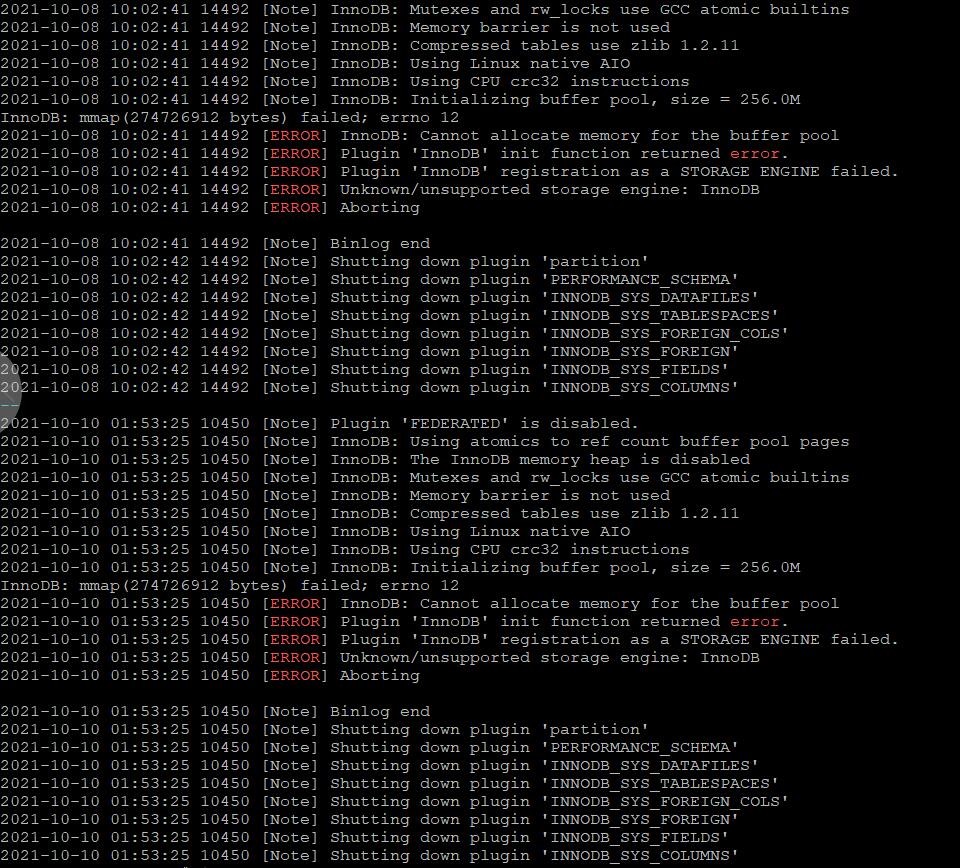 2021-10-08 10:02:41 14492 [Note] InnoDB: Mutexes and rw_locks use GCC atomic builtins
2021-10-08 10:02:41 14492 [Note] InnoDB: Memory barrier is not used
2021-10-08 10:02:41 14492 [Note] InnoDB: Compressed tables use zlib 1.2.11
2021-10-08 10:02:41 14492 [Note] InnoDB: Using Linux native AIO
2021-10-08 10:02:41 14492 [Note] InnoDB: Using CPU crc32 instructions
2021-10-08 10:02:41 14492 [Note] InnoDB: Initializing buffer pool, size = 256.0M
InnoDB: mmap(274726912 bytes) failed; errno 12
2021-10-08 10:02:41 14492 [ERROR] InnoDB: Cannot allocate memory for the buffer pool
2021-10-08 10:02:41 14492 [ERROR] Plugin 'InnoDB' init function returned error.
2021-10-08 10:02:41 14492 [ERROR] Plugin 'InnoDB' registration as a STORAGE ENGINE failed.
2021-10-08 10:02:41 14492 [ERROR] Unknown/unsupported storage engine: InnoDB
2021-10-08 10:02:41 14492 [ERROR] Aborting
2021-10-08 10:02:41 14492 [Note] Binlog end
2021-10-08 10:02:42 14492 [Note] Shutting down plugin 'partition'
2021-10-08 10:02:42 14492 [Note] Shutting down plugin 'PERFORMANCE_SCHEMA'
2021-10-08 10:02:42 14492 [Note] Shutting down plugin 'INNODB_SYS_DATAFILES'
2021-10-08 10:02:42 14492 [Note] Shutting down plugin 'INNODB_SYS_TABLESPACES'
2021-10-08 10:02:42 14492 [Note] Shutting down plugin 'INNODB_SYS_FOREIGN_COLS'
2021-10-08 10:02:42 14492 [Note] Shutting down plugin 'INNODB_SYS_FOREIGN'
2021-10-08 10:02:42 14492 [Note] Shutting down plugin 'INNODB_SYS_FIELDS'
2021-10-08 10:02:42 14492 [Note] Shutting down plugin 'INNODB_SYS_COLUMNS'
--
2021-10-10 01:53:25 10450 [Note] Plugin 'FEDERATED' is disabled.
2021-10-10 01:53:25 10450 [Note] InnoDB: Using atomics to ref count buffer pool pages
2021-10-10 01:53:25 10450 [Note] InnoDB: The InnoDB memory heap is disabled
2021-10-10 01:53:25 10450 [Note] InnoDB: Mutexes and rw_locks use GCC atomic builtins
2021-10-10 01:53:25 10450 [Note] InnoDB: Memory barrier is not used
2021-10-10 01:53:25 10450 [Note] InnoDB: Compressed tables use zlib 1.2.11
2021-10-10 01:53:25 10450 [Note] InnoDB: Using Linux native AIO
2021-10-10 01:53:25 10450 [Note] InnoDB: Using CPU crc32 instructions
2021-10-10 01:53:25 10450 [Note] InnoDB: Initializing buffer pool, size = 256.0M
InnoDB: mmap(274726912 bytes) failed; errno 12
2021-10-10 01:53:25 10450 [ERROR] InnoDB: Cannot allocate memory for the buffer pool
2021-10-10 01:53:25 10450 [ERROR] Plugin 'InnoDB' init function returned error.
2021-10-10 01:53:25 10450 [ERROR] Plugin 'InnoDB' registration as a STORAGE ENGINE failed.
2021-10-10 01:53:25 10450 [ERROR] Unknown/unsupported storage engine: InnoDB
2021-10-10 01:53:25 10450 [ERROR] Aborting
2021-10-10 01:53:25 10450 [Note] Binlog end
2021-10-10 01:53:25 10450 [Note] Shutting down plugin 'partition'
2021-10-10 01:53:25 10450 [Note] Shutting down plugin 'PERFORMANCE_SCHEMA'
2021-10-10 01:53:25 10450 [Note] Shutting down plugin 'INNODB_SYS_DATAFILES'
2021-10-10 01:53:25 10450 [Note] Shutting down plugin 'INNODB_SYS_TABLESPACES'
2021-10-10 01:53:25 10450 [Note] Shutting down plugin 'INNODB_SYS_FOREIGN_COLS'
2021-10-10 01:53:25 10450 [Note] Shutting down plugin 'INNODB_SYS_FOREIGN'
2021-10-10 01:53:25 10450 [Note] Shutting down plugin 'INNODB_SYS_FIELDS'
2021-10-10 01:53:25 10450 [Note] Shutting down plugin 'INNODB_SYS_COLUMNS'